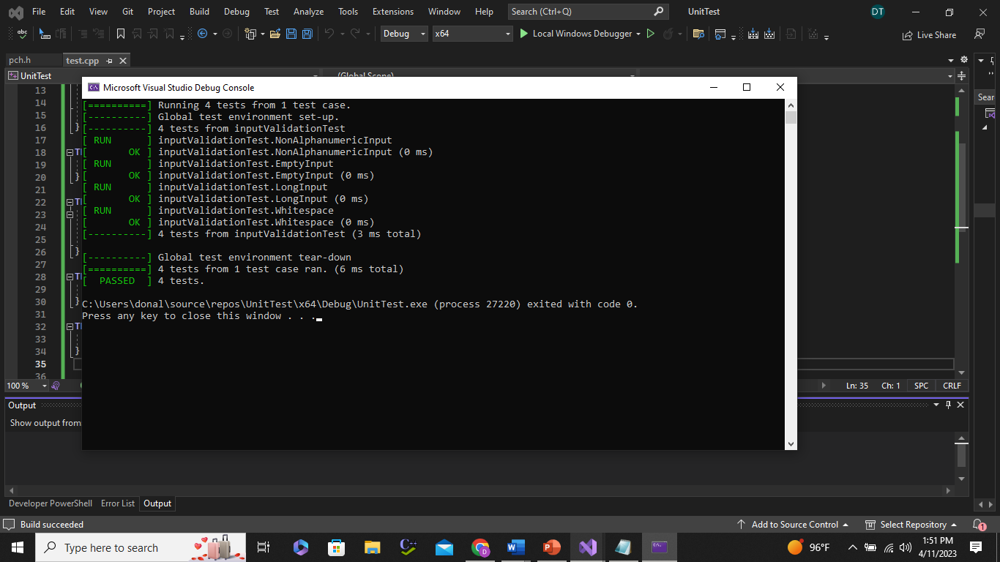 File Edit View Git Project Build Debug Test Analyze Tools Extensions Window Help Search (Ctrl+Q) UnitTest DT
abc Debug x64 Local Windows Debugger Live Share
pch.h test.cpp
UnitTest (Global Scope)
Microsoft Visual Studio Debug Console
Sear
[==========] Running 4 tests from 1 test case.
[----------] Global test environment set-up.
[----------] 4 tests from inputValidationTest
[ RUN      ] inputValidationTest.NonAlphanumericInput
[       OK ] inputValidationTest.NonAlphanumericInput (0 ms)
[ RUN      ] inputValidationTest.EmptyInput
[       OK ] inputValidationTest.EmptyInput (0 ms)
[ RUN      ] inputValidationTest.LongInput
[       OK ] inputValidationTest.LongInput (0 ms)
[ RUN      ] inputValidationTest.Whitespace
[       OK ] inputValidationTest.Whitespace (0 ms)
[----------] 4 tests from inputValidationTest (3 ms total)
[----------] Global test environment tear-down
[==========] 4 tests from 1 test case ran. (6 ms total)
[  PASSED  ] 4 tests.
C:\Users\donal\source\repos\UnitTest\x64\Debug\UnitTest.exe (process 27220) exited with code 0.
Press any key to close this window . . .
13
14
15
16 }
17
18
19
20 }
21
22
23
24
25
26 }
27
28
29
30 }
31
32
33
34 }
35
36
100 % Ln: 35 Ch: 1 SPC CRLF
Output
Show output from
Developer PowerShell Error List Output
Build succeeded Add to Source Control Select Repository 1
Type here to search 96°F 1:51 PM
4/11/2023